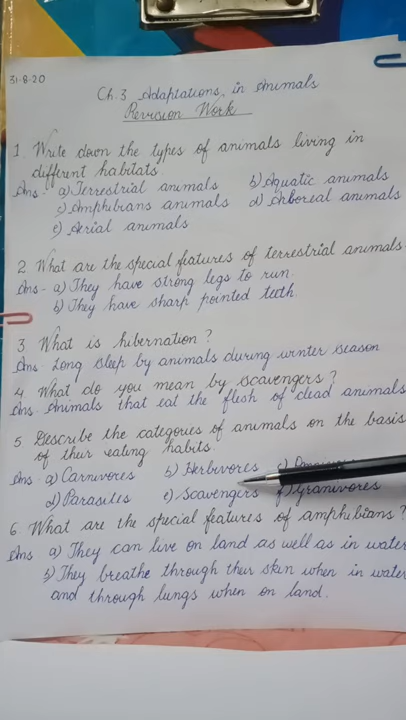 31-8-20
Ch.3 Adaptations in Animals
Revision Work
1. Write down the types of animals living in
different habitats.
Ans - a) Terrestrial animals b) Aquatic animals
c) Amphibians animals d) Arboreal animals
e) Aerial animals
2. What are the special features of terrestrial animals
Ans - a) They have strong legs to run.
b) They have sharp pointed teeth.
3. What is hibernation?
Ans - Long sleep by animals during winter season
4. What do you mean by scavengers?
Ans. Animals that eat the flesh of dead animals
5. Describe the categories of animals on the basis
of their eating habits.
Ans - a) Carnivores b) Herbivores c)
d) Parasites e) Scavengers f) Granivores
6. What are the special features of amphibians?
Ans a) They can live on land as well as in water
b) They breathe through their skin when in water
and through lungs when on land.